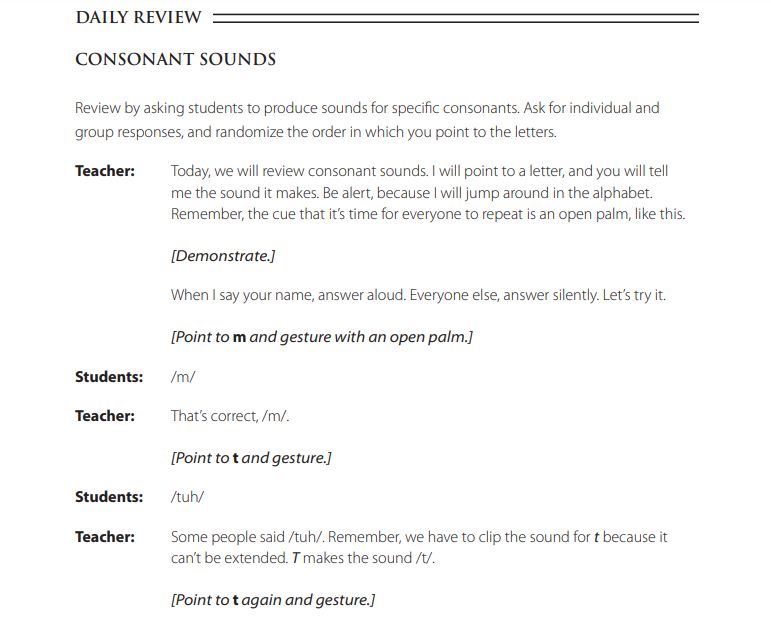 DAILY REVIEW
CONSONANT SOUNDS
Review by asking students to produce sounds for specific consonants. Ask for individual and
group responses, and randomize the order in which you point to the letters.
Teacher: Today, we will review consonant sounds. I will point to a letter, and you will tell
me the sound it makes. Be alert, because I will jump around in the alphabet.
Remember, the cue that it's time for everyone to repeat is an open palm, like this.
[Demonstrate.]
When I say your name, answer aloud. Everyone else, answer silently. Let's try it.
[Point to m and gesture with an open palm.]
Students: /m/
Teacher: That's correct, /m/.
[Point to t and gesture.]
Students: /tuh/
Teacher: Some people said /tuh/. Remember, we have to clip the sound for t because it
can't be extended. T makes the sound /t/.
[Point to t again and gesture.]